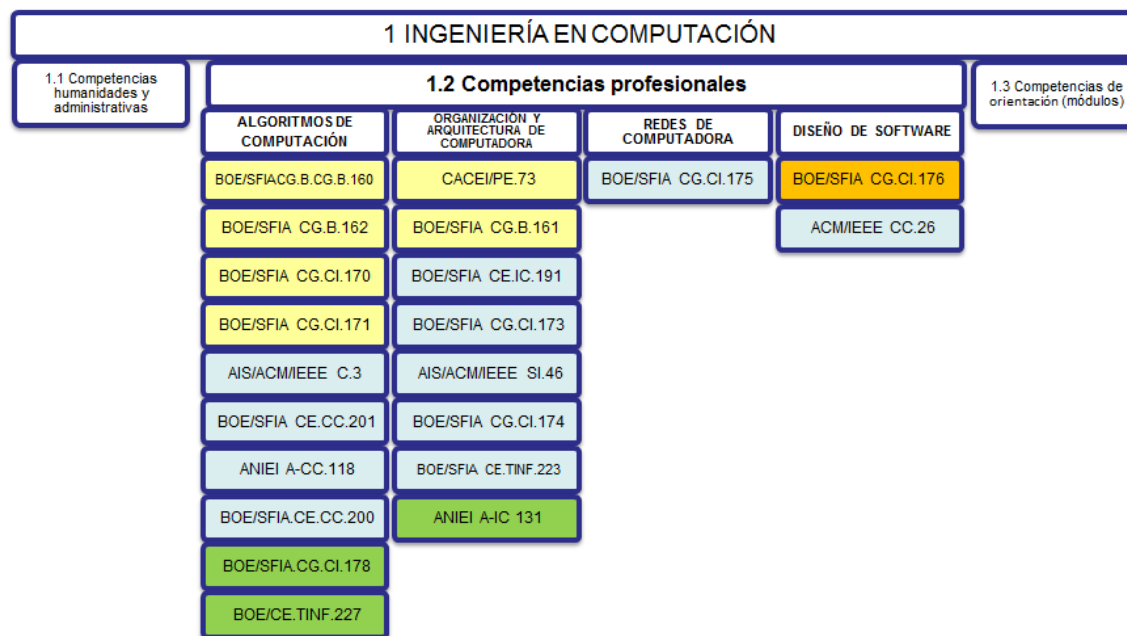 1 INGENIERÍA EN COMPUTACIÓN
1.1 Competencias
humanidades y
administrativas
1.2 Competencias profesionales
1.3 Competencias de
orientación (módulos)
ALGORITMOS DE
COMPUTACIÓN
ORGANIZACIÓN Y
ARQUITECTURA DE
COMPUTADORA
REDES DE
COMPUTADORA
DISEÑO DE SOFTWARE
BOE/SFIACG.B.CG.B.160
CACEI/PE.73
BOE/SFIA CG.CI.175
BOE/SFIA CG.CI.176
BOE/SFIA CG.B.162
BOE/SFIA CG.B.161
ACM/IEEE CC.26
BOE/SFIA CG.CI.170
BOE/SFIA CE.IC.191
BOE/SFIA CG.CI.171
BOE/SFIA CG.CI.173
AIS/ACM/IEEE C.3
AIS/ACM/IEEE SI.46
BOE/SFIA CE.CC.201
BOE/SFIA CG.CI.174
ANIEI A-CC.118
BOE/SFIA CE.TINF.223
BOE/SFIA.CE.CC.200
ANIEI A-IC 131
BOE/SFIA.CG.CI.178
BOE/CE.TINF.227